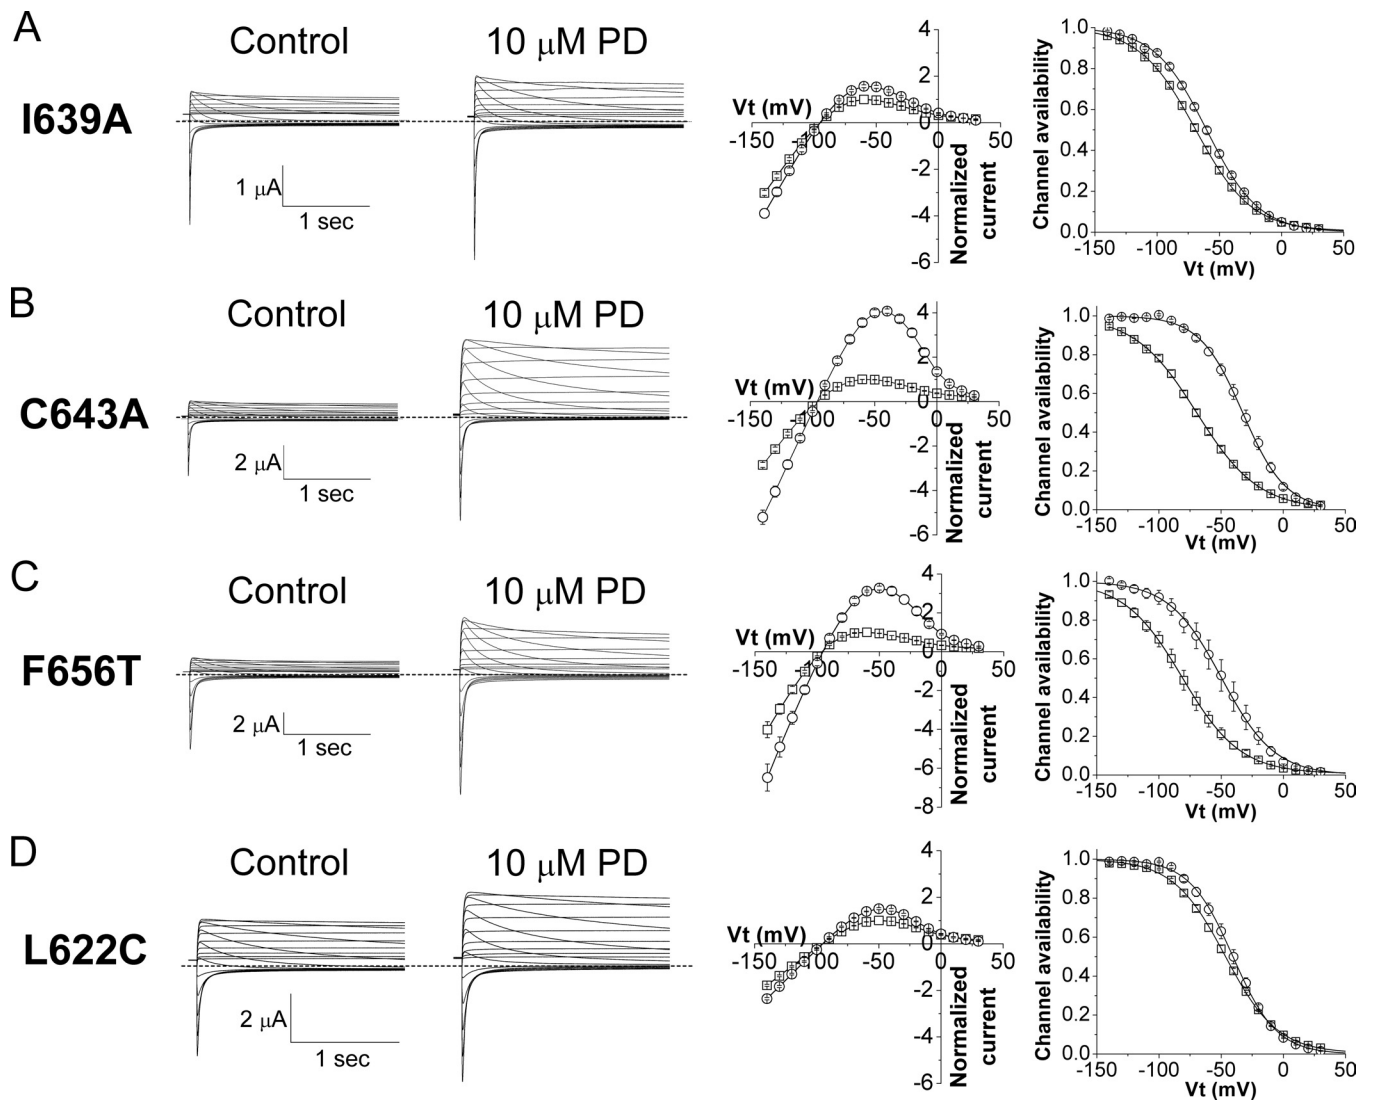 A
Control
10 μM PD
I639A
1 μA
1 sec
4
2
0
-2
-4
-6
Vt (mV)
-150
-100
-50
0
50
Normalized
current
1.0
0.8
0.6
0.4
0.2
0.0
Channel availability
-150
-100
-50
0
50
Vt (mV)
B
Control
10 μM PD
C643A
2 μA
1 sec
4
2
0
-2
-4
-6
Vt (mV)
-150
-100
-50
0
50
Normalized
current
1.0
0.8
0.6
0.4
0.2
0.0
Channel availability
-150
-100
-50
0
50
Vt (mV)
C
Control
10 μM PD
F656T
2 μA
1 sec
4
2
0
-2
-4
-6
-8
Vt (mV)
-150
-100
-50
0
50
Normalized
current
1.0
0.8
0.6
0.4
0.2
0.0
Channel availability
-150
-100
-50
0
50
Vt (mV)
D
Control
10 μM PD
L622C
2 μA
1 sec
4
2
0
-2
-4
-6
Vt (mV)
-150
-100
-50
0
50
Normalized
current
1.0
0.8
0.6
0.4
0.2
0.0
Channel availability
-150
-100
-50
0
50
Vt (mV)